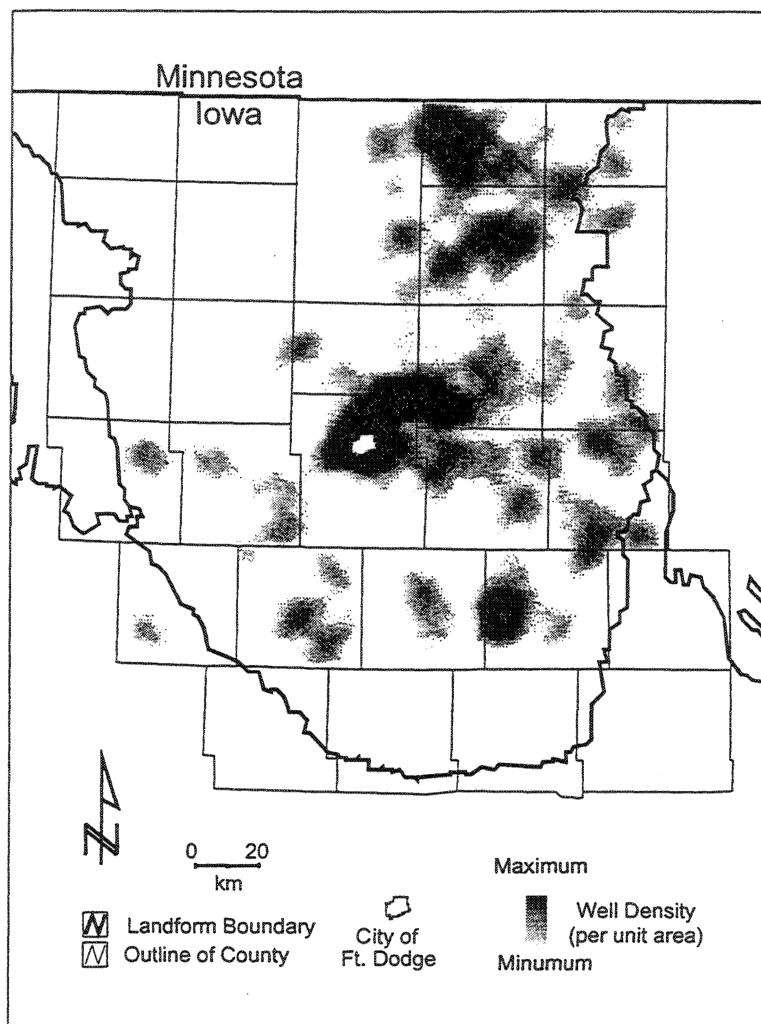 Minnesota
Iowa
0 20
km
N
Landform Boundary
Outline of County
City of
Ft. Dodge
Maximum
Well Density
(per unit area)
Minumum